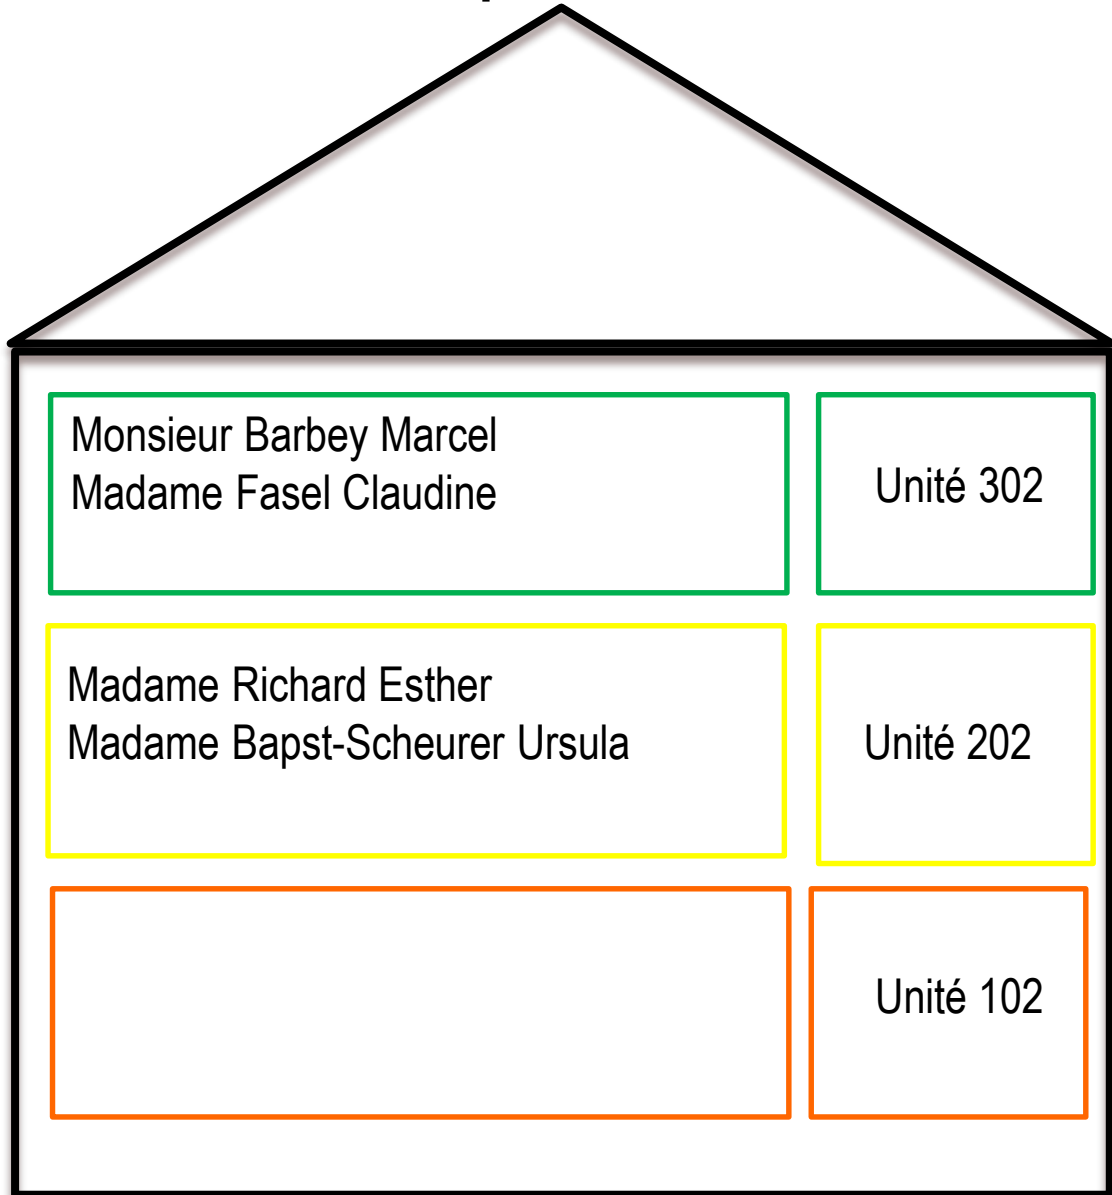 Monsieur Barbey Marcel
Madame Fasel Claudine
Unité 302
Madame Richard Esther
Madame Bapst-Scheurer Ursula
Unité 202
Unité 102